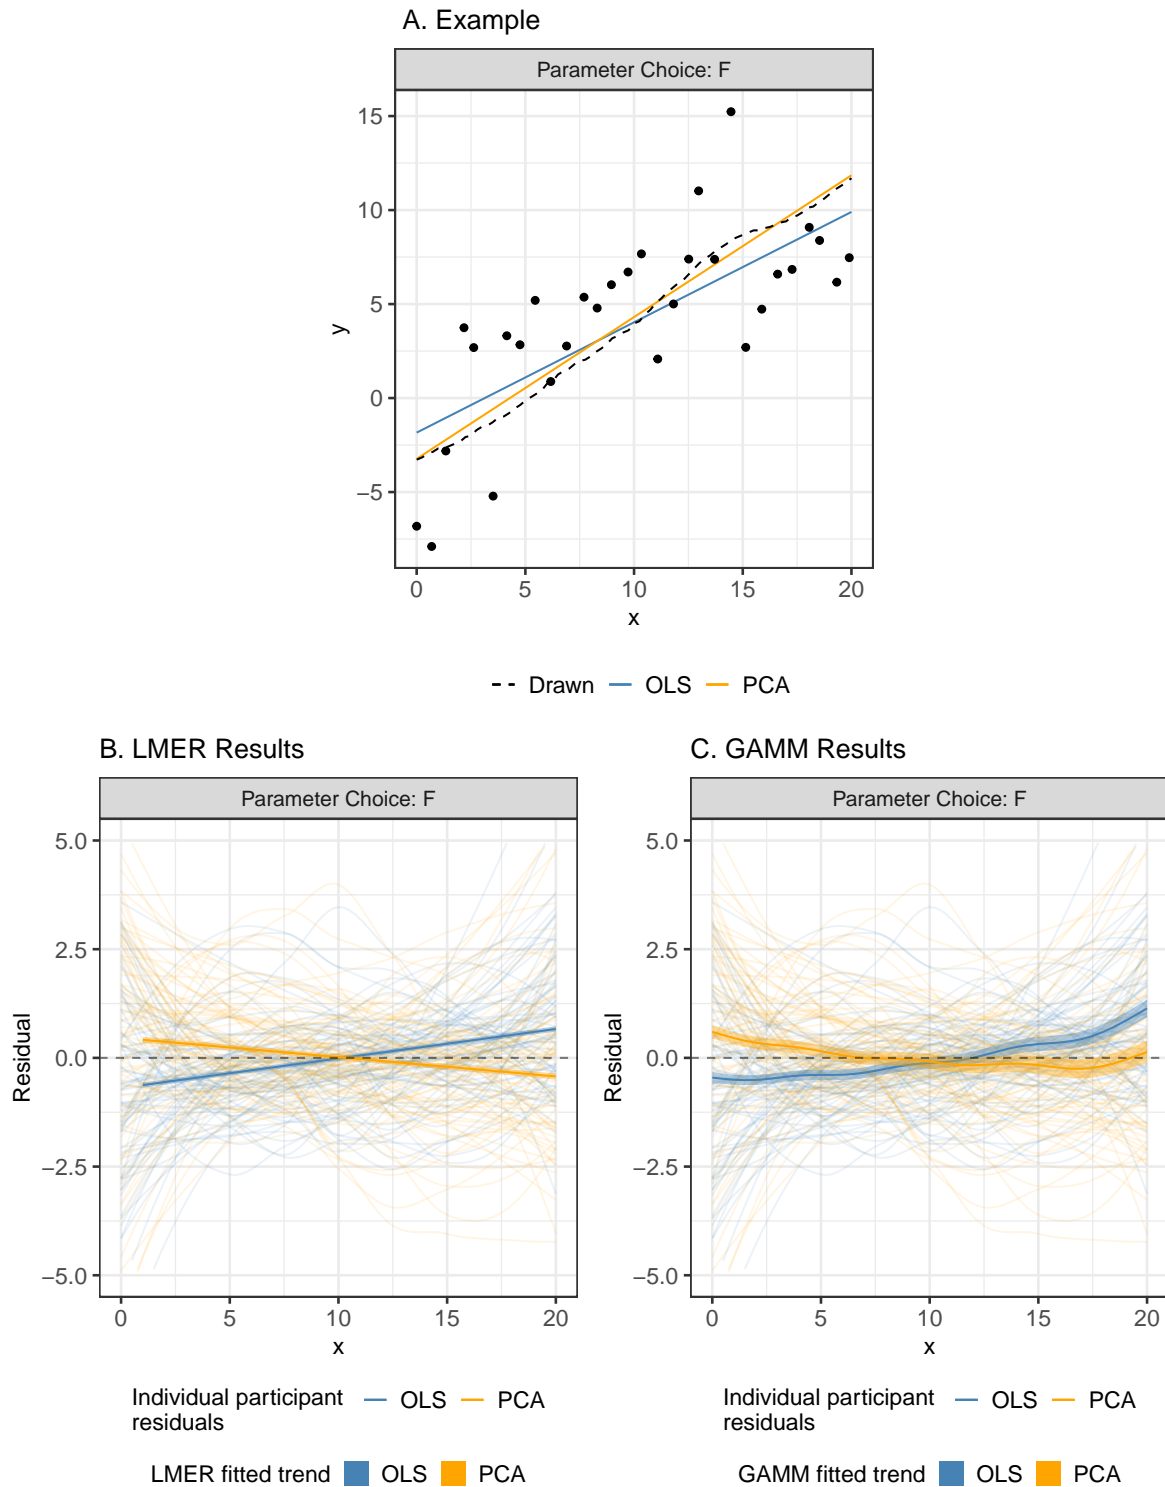 A. Example
Parameter Choice: F
15
10
5
0
−5
y
0 5 10 15 20
x
Drawn OLS PCA
B. LMER Results
Parameter Choice: F
5.0
2.5
0.0
−2.5
−5.0
Residual
0 5 10 15 20
x
Individual participant
residuals
OLS PCA
LMER fitted trend OLS PCA
C. GAMM Results
Parameter Choice: F
5.0
2.5
0.0
−2.5
−5.0
Residual
0 5 10 15 20
x
Individual participant
residuals
OLS PCA
GAMM fitted trend OLS PCA